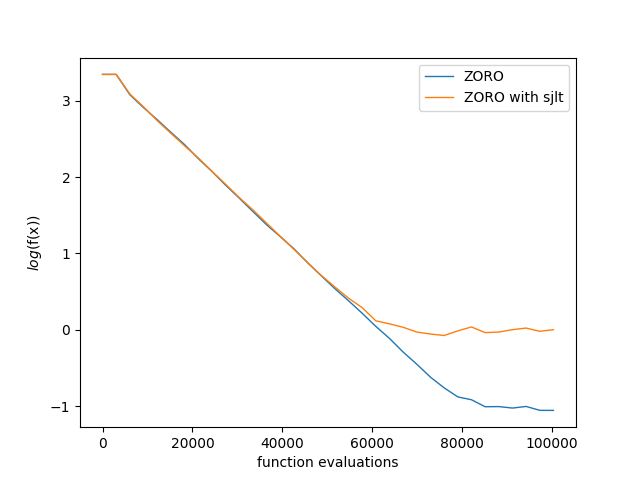 ZORO
ZORO with sjlt
3
2
1
0
−1
log(f(x))
0
20000
40000
60000
80000
100000
function evaluations